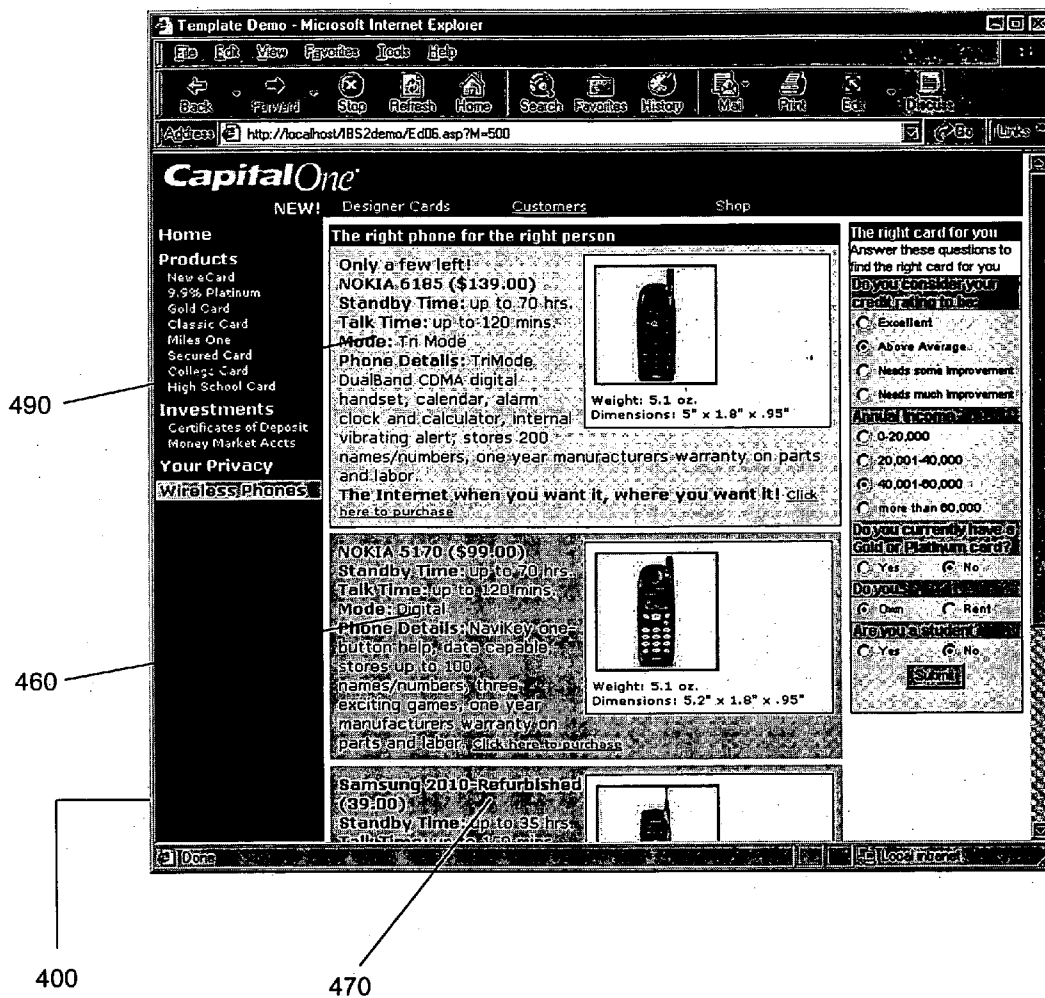 Template Demo - Microsoft Internet Explorer
File Edit View Favorites Tools Help
Back Forward Stop Refresh Home Search Favorites History Mail Print Edit Discuss
Address http://localhost/IBS2demo/Ed06.asp?M=500 Go Links
CapitalOne
NEW! Designer Cards Customers Shop
Home
Products
New eCard
9.9% Platinum
Gold Card
Classic Card
Miles One
Secured Card
College Card
High School Card
Investments
Certificates of Deposit
Money Market Accts
Your Privacy
Wireless Phones
The right phone for the right person
Only a few left!
NOKIA 6185 ($139.00)
Standby Time: up to 70 hrs.
Talk Time: up to 120 mins.
Mode: Tri Mode
Phone Details: TriMode
DualBand CDMA digital
handset, calendar, alarm
clock and calculator, internal
vibrating alert, stores 200
names/numbers, one year manuracturers warranty on parts
and labor.
The Internet when you want it, where you want it! Click
here to purchase
Weight: 5.1 oz.
Dimensions: 5" x 1.8" x .95"
NOKIA 5170 ($99.00)
Standby Time: up to 70 hrs.
Talk Time: up to 120 mins.
Mode: Digital
Phone Details: NaviKey one-
button help, data capable,
stores up to 100
names/numbers, three
exciting games, one year
manufacturers warranty on
parts and labor. Click here to purchase
Weight: 5.1 oz.
Dimensions: 5.2" x 1.8" x .95"
Samsung 2010-Refurbished
(39.00)
Standby Time: up to 35 hrs.
The right card for you
Answer these questions to
find the right card for you
Do you consider your
credit rating to be:
Excellent
Above Average
Needs some improvement
Needs much improvement
Annual Income
0-20,000
20,001-40,000
40,001-60,000
more than 60,000
Do you currently have a
Gold or Platinum card?
Yes No
Do you
Own Rent
Are you a student
Yes No
Submit
Done Local intranet
490
460
400
470